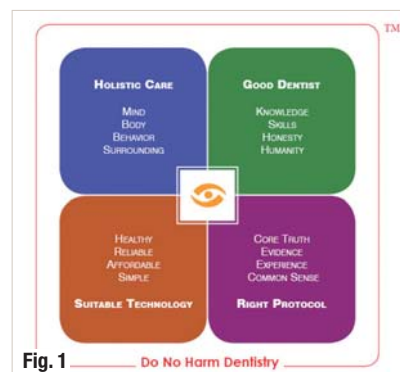 TM
HOLISTIC CARE
MIND
BODY
BEHAVIOR
SURROUNDING
GOOD DENTIST
KNOWLEDGE
SKILLS
HONESTY
HUMANITY
HEALTHY
RELIABLE
AFFORDABLE
SIMPLE
SUITABLE TECHNOLOGY
CORE TRUTH
EVIDENCE
EXPERIENCE
COMMON SENSE
RIGHT PROTOCOL
Fig. 1
Do No Harm Dentistry